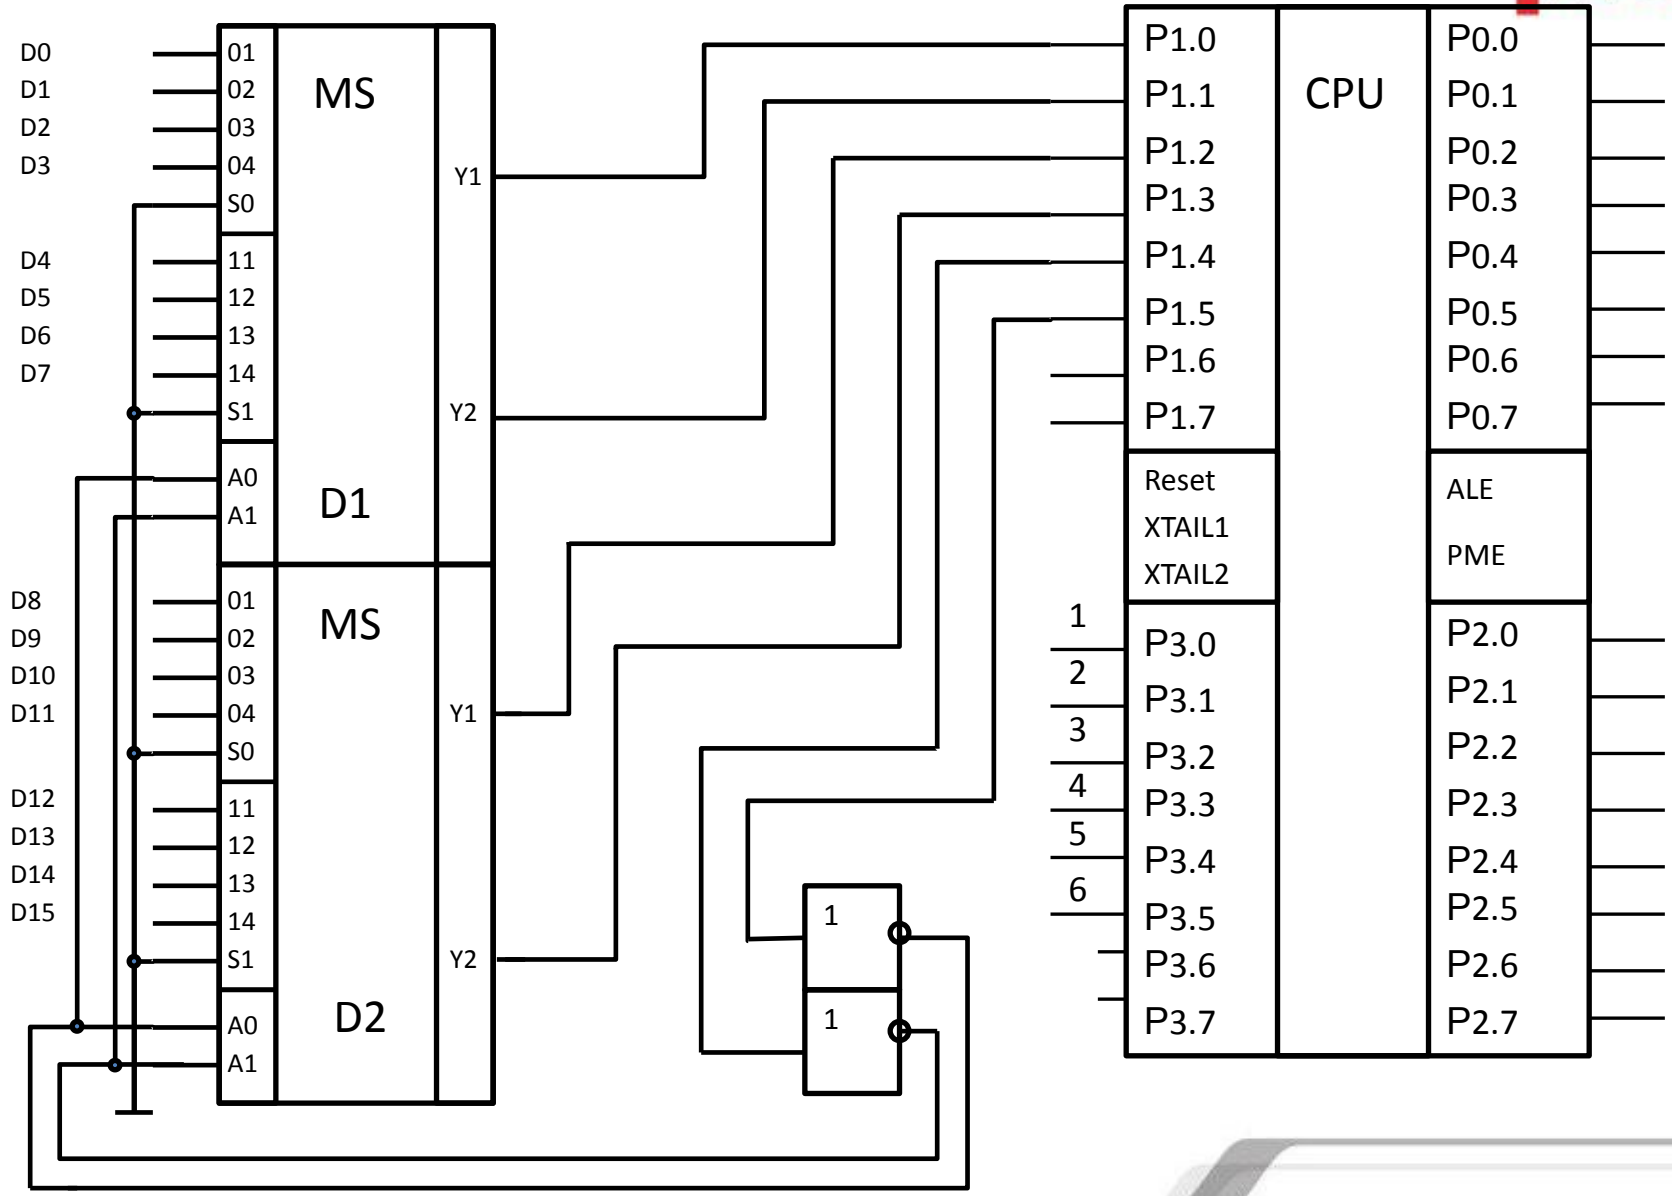 D0
D1
D2
D3
D4
D5
D6
D7
D8
D9
D10
D11
D12
D13
D14
D15
01
02
03
04
S0
11
12
13
14
S1
A0
A1
MS
D1
Y1
Y2
01
02
03
04
S0
11
12
13
14
S1
A0
A1
MS
D2
Y1
Y2
1
1
1
2
3
4
5
6
P1.0
P1.1
P1.2
P1.3
P1.4
P1.5
P1.6
P1.7
Reset
XTAIL1
XTAIL2
P3.0
P3.1
P3.2
P3.3
P3.4
P3.5
P3.6
P3.7
CPU
P0.0
P0.1
P0.2
P0.3
P0.4
P0.5
P0.6
P0.7
ALE
PME
P2.0
P2.1
P2.2
P2.3
P2.4
P2.5
P2.6
P2.7